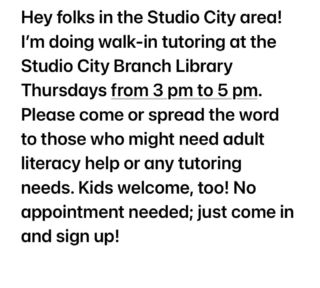 Hey folks in the Studio City area!
I’m doing walk-in tutoring at the
Studio City Branch Library
Thursdays from 3 pm to 5 pm.
Please come or spread the word
to those who might need adult
literacy help or any tutoring
needs. Kids welcome, too! No
appointment needed; just come in
and sign up!